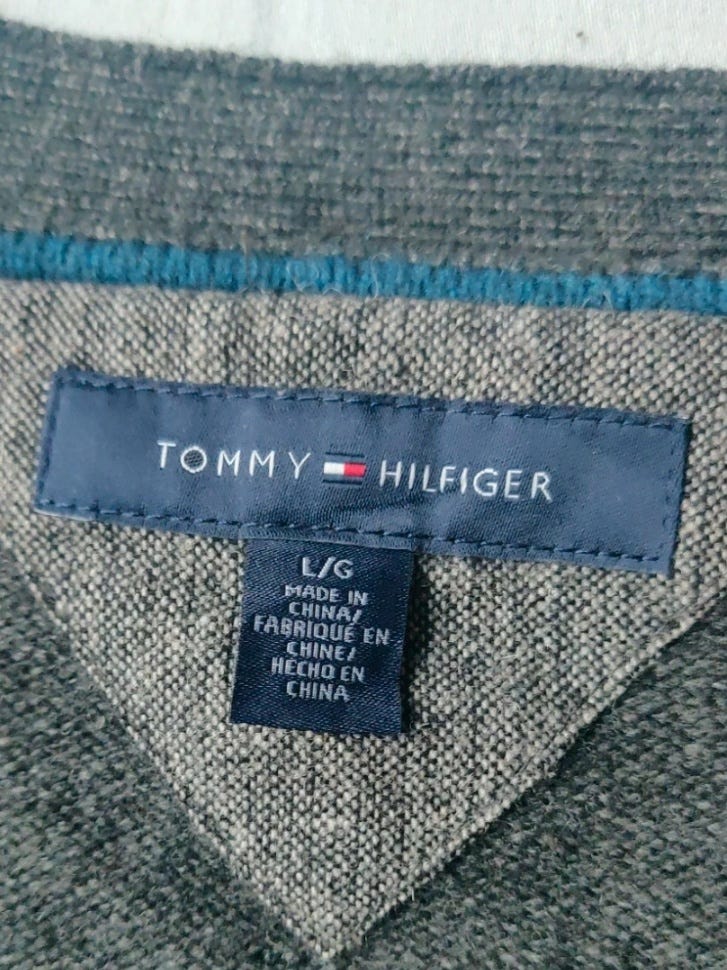 TOMMY HILFIGER
L/G
MADE IN
CHINA/
FABRIQUÉ EN
CHINE/
HECHO EN
CHINA